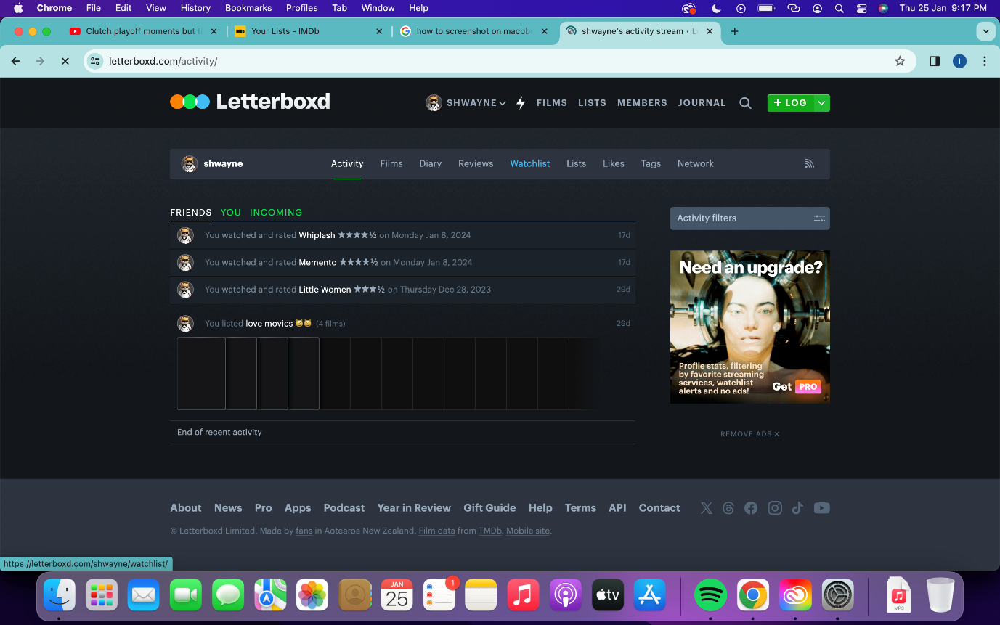 Chrome File Edit View History Bookmarks Profiles Tab Window Help Thu 25 Jan 9:17 PM
Clutch playoff moments but Your Lists - IMDb how to screenshot on macbb shwayne's activity stream •
letterboxd.com/activity/ I
Letterboxd SHWAYNE FILMS LISTS MEMBERS JOURNAL + LOG
shwayne Activity Films Diary Reviews Watchlist Lists Likes Tags Network
FRIENDS YOU INCOMING
Activity filters
You watched and rated Whiplash ★★★★½ on Monday Jan 8, 2024 17d
You watched and rated Memento ★★★★½ on Monday Jan 8, 2024 17d
You watched and rated Little Women ★★★½ on Thursday Dec 28, 2023 29d
You listed love movies 😼😼 (4 films) 29d
End of recent activity
Need an upgrade?
Profile stats, filtering
by favorite streaming
services, watchlist
alerts and no ads!
Get PRO
REMOVE ADS ×
About News Pro Apps Podcast Year in Review Gift Guide Help Terms API Contact
© Letterboxd Limited. Made by fans in Aotearoa New Zealand. Film data from TMDb. Mobile site.
https://letterboxd.com/shwayne/watchlist/
JAN
25
1
tv
MP3